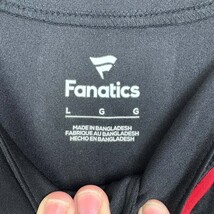 Fanatics
L G G
MADE IN BANGLADESH
FABRIQUÉ AU BANGLADESH
HECHO EN BANGLADESH